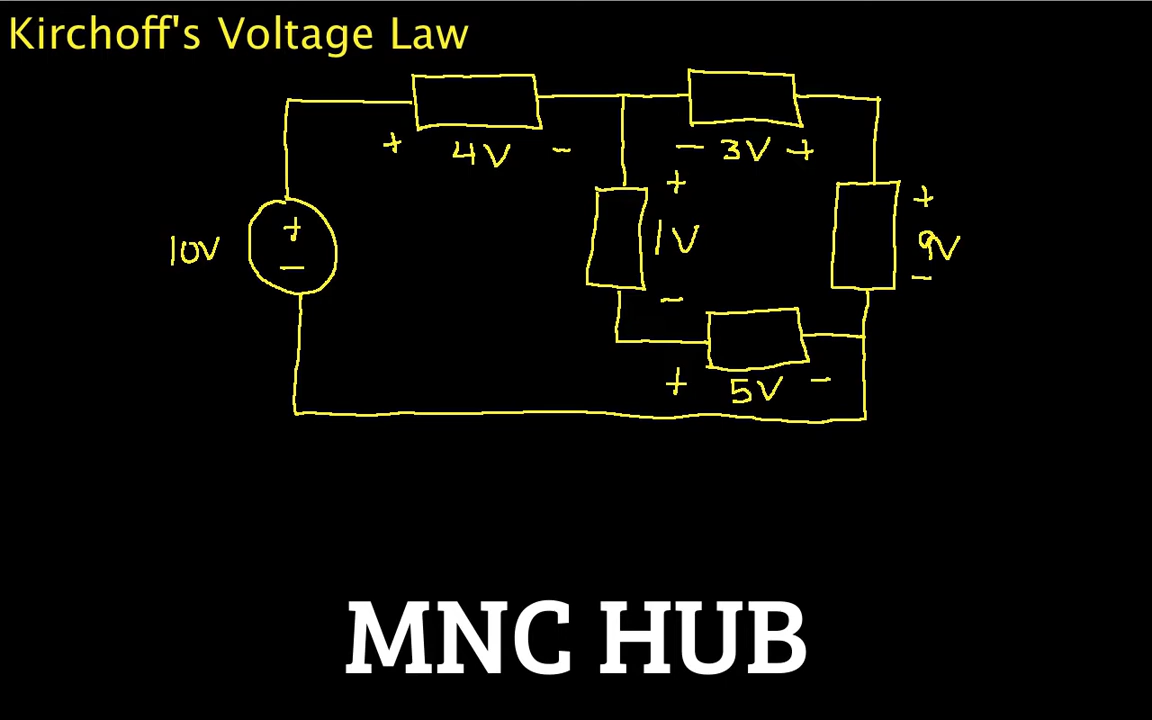 Kirchoff's Voltage Law
+ 4V -
- 3V +
+
1V
-
+
9V
-
10V
+
-
+ 5V -
MNC HUB